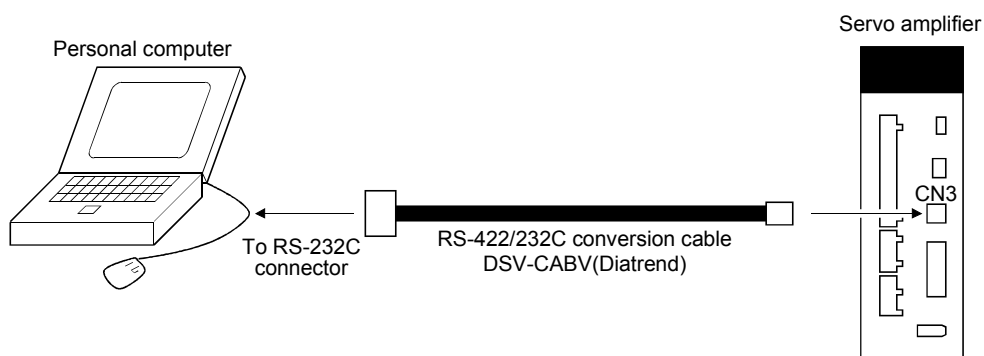 Servo amplifier
Personal computer
CN3
To RS-232C
connector
RS-422/232C conversion cable
DSV-CABV(Diatrend)